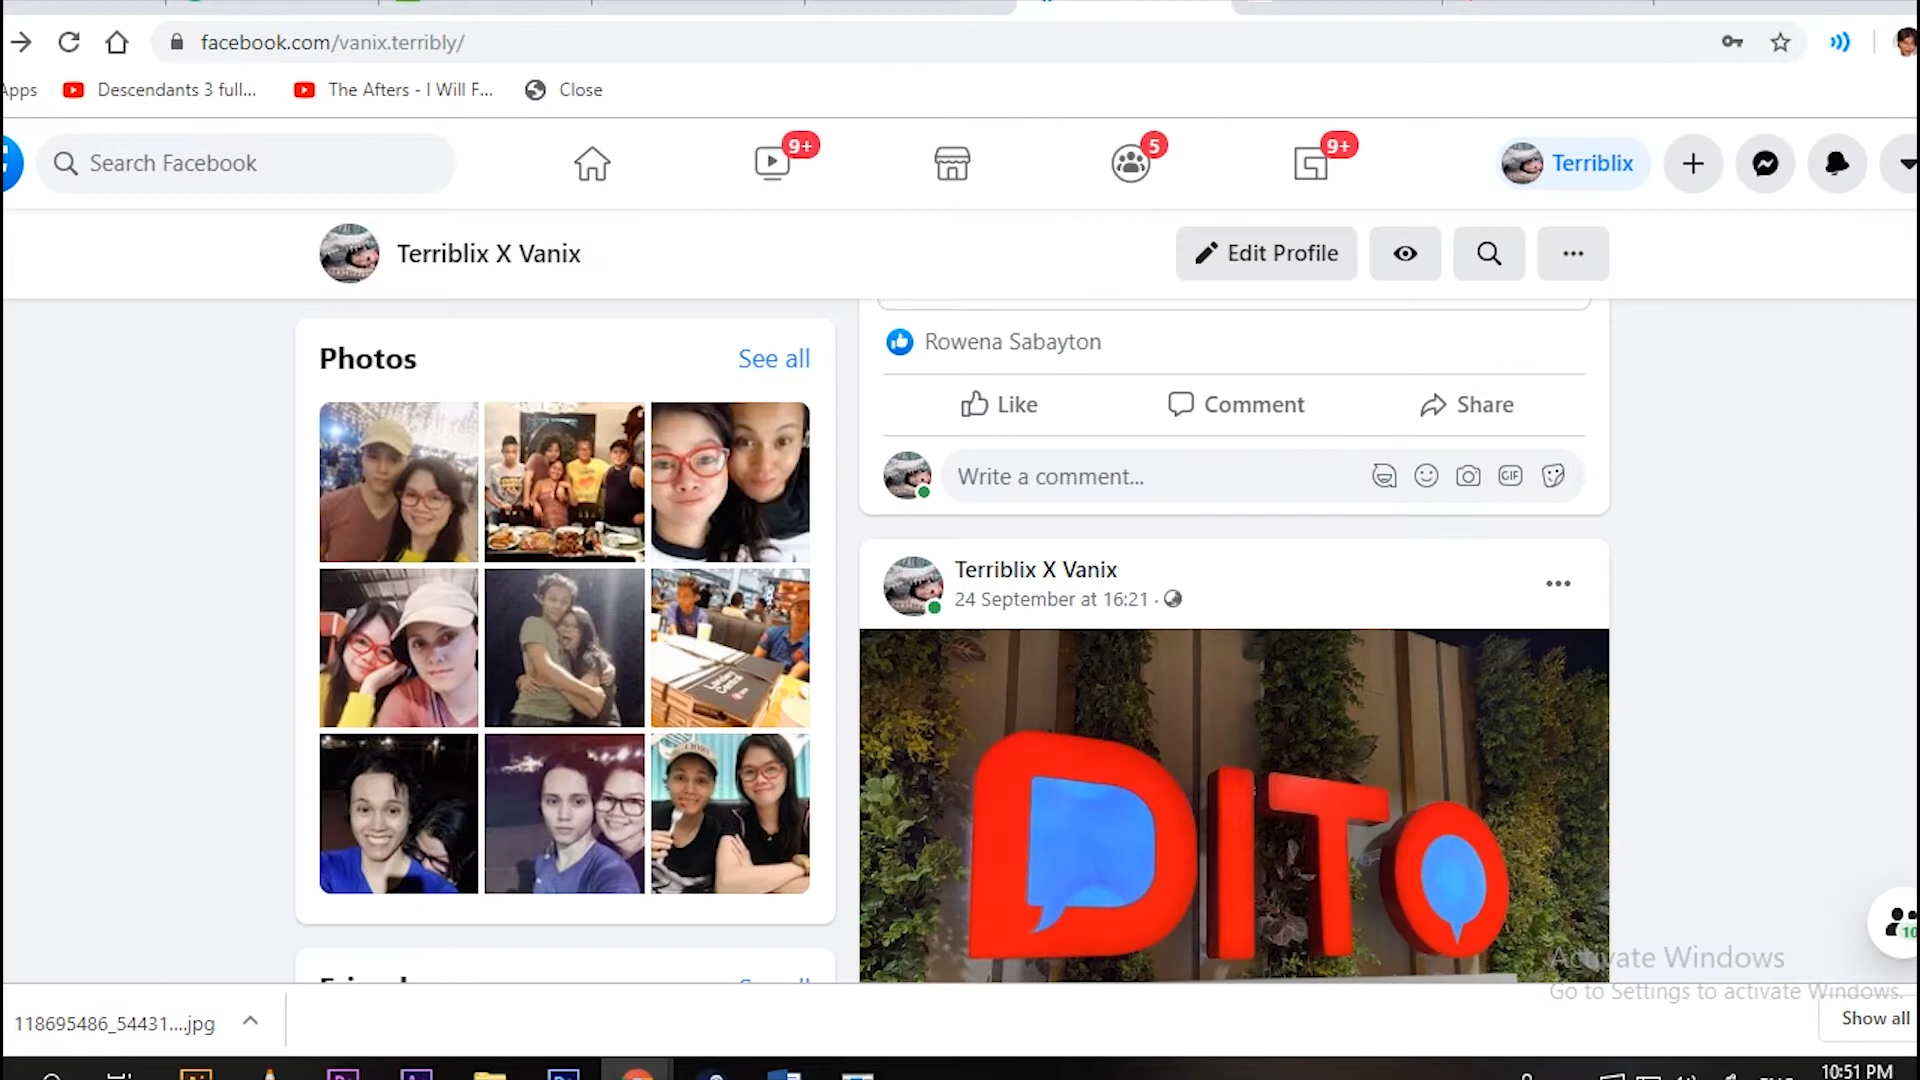 facebook.com/vanix.terribly/
Apps
Descendants 3 full...
The Afters - I Will F...
Close
Search Facebook
9+
5
9+
Terriblix
Terriblix X Vanix
Edit Profile
Photos
See all
Rowena Sabayton
Like
Comment
Share
Write a comment...
GIF
Terriblix X Vanix
24 September at 16:21 ·
DITO
Activate Windows
Go to Settings to activate Windows.
118695486_54431....jpg
Show all
10:51 PM